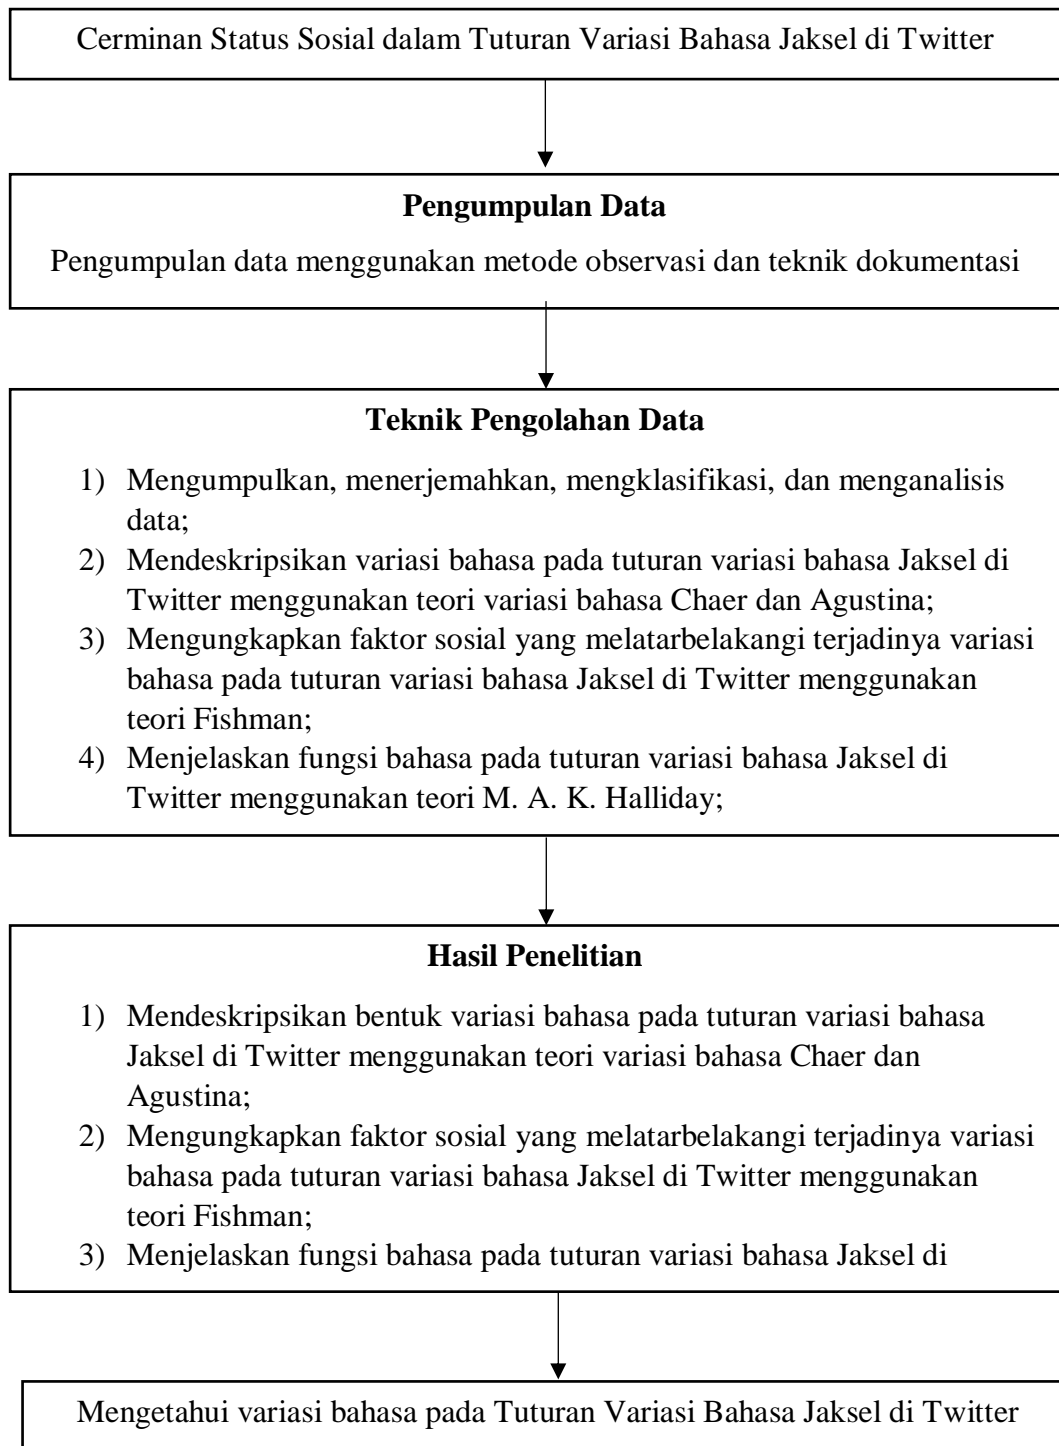 Cerminan Status Sosial dalam Tuturan Variasi Bahasa Jaksel di Twitter
Pengumpulan Data
Pengumpulan data menggunakan metode observasi dan teknik dokumentasi
Teknik Pengolahan Data
1) Mengumpulkan, menerjemahkan, mengklasifikasi, dan menganalisis
data;
2) Mendeskripsikan variasi bahasa pada tuturan variasi bahasa Jaksel di
Twitter menggunakan teori variasi bahasa Chaer dan Agustina;
3) Mengungkapkan faktor sosial yang melatarbelakangi terjadinya variasi
bahasa pada tuturan variasi bahasa Jaksel di Twitter menggunakan
teori Fishman;
4) Menjelaskan fungsi bahasa pada tuturan variasi bahasa Jaksel di
Twitter menggunakan teori M. A. K. Halliday;
Hasil Penelitian
1) Mendeskripsikan bentuk variasi bahasa pada tuturan variasi bahasa
Jaksel di Twitter menggunakan teori variasi bahasa Chaer dan
Agustina;
2) Mengungkapkan faktor sosial yang melatarbelakangi terjadinya variasi
bahasa pada tuturan variasi bahasa Jaksel di Twitter menggunakan
teori Fishman;
3) Menjelaskan fungsi bahasa pada tuturan variasi bahasa Jaksel di
Mengetahui variasi bahasa pada Tuturan Variasi Bahasa Jaksel di Twitter